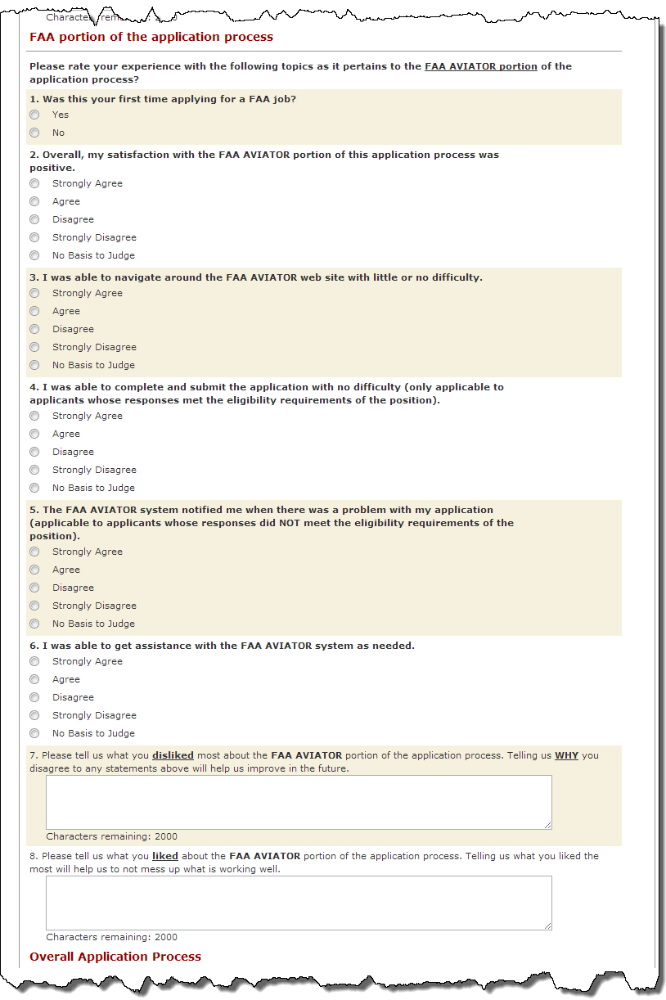 Characte
FAA portion of the application process
Please rate your experience with the following topics as it pertains to the FAA AVIATOR portion of the
application process?
1. Was this your first time applying for a FAA job?
Yes
No
2. Overall, my satisfaction with the FAA AVIATOR portion of this application process was
positive.
Strongly Agree
Agree
Disagree
Strongly Disagree
No Basis to Judge
3. I was able to navigate around the FAA AVIATOR web site with little or no difficulty.
Strongly Agree
Agree
Disagree
Strongly Disagree
No Basis to Judge
4. I was able to complete and submit the application with no difficulty (only applicable to
applicants whose responses met the eligibility requirements of the position).
Strongly Agree
Agree
Disagree
Strongly Disagree
No Basis to Judge
5. The FAA AVIATOR system notified me when there was a problem with my application
(applicable to applicants whose responses did NOT meet the eligibility requirements of the
position).
Strongly Agree
Agree
Disagree
Strongly Disagree
No Basis to Judge
6. I was able to get assistance with the FAA AVIATOR system as needed.
Strongly Agree
Agree
Disagree
Strongly Disagree
No Basis to Judge
7. Please tell us what you disliked most about the FAA AVIATOR portion of the application process. Telling us WHY you
disagree to any statements above will help us improve in the future.
Characters remaining: 2000
8. Please tell us what you liked about the FAA AVIATOR portion of the application process. Telling us what you liked the
most will help us to not mess up what is working well.
Characters remaining: 2000
Overall Application Process